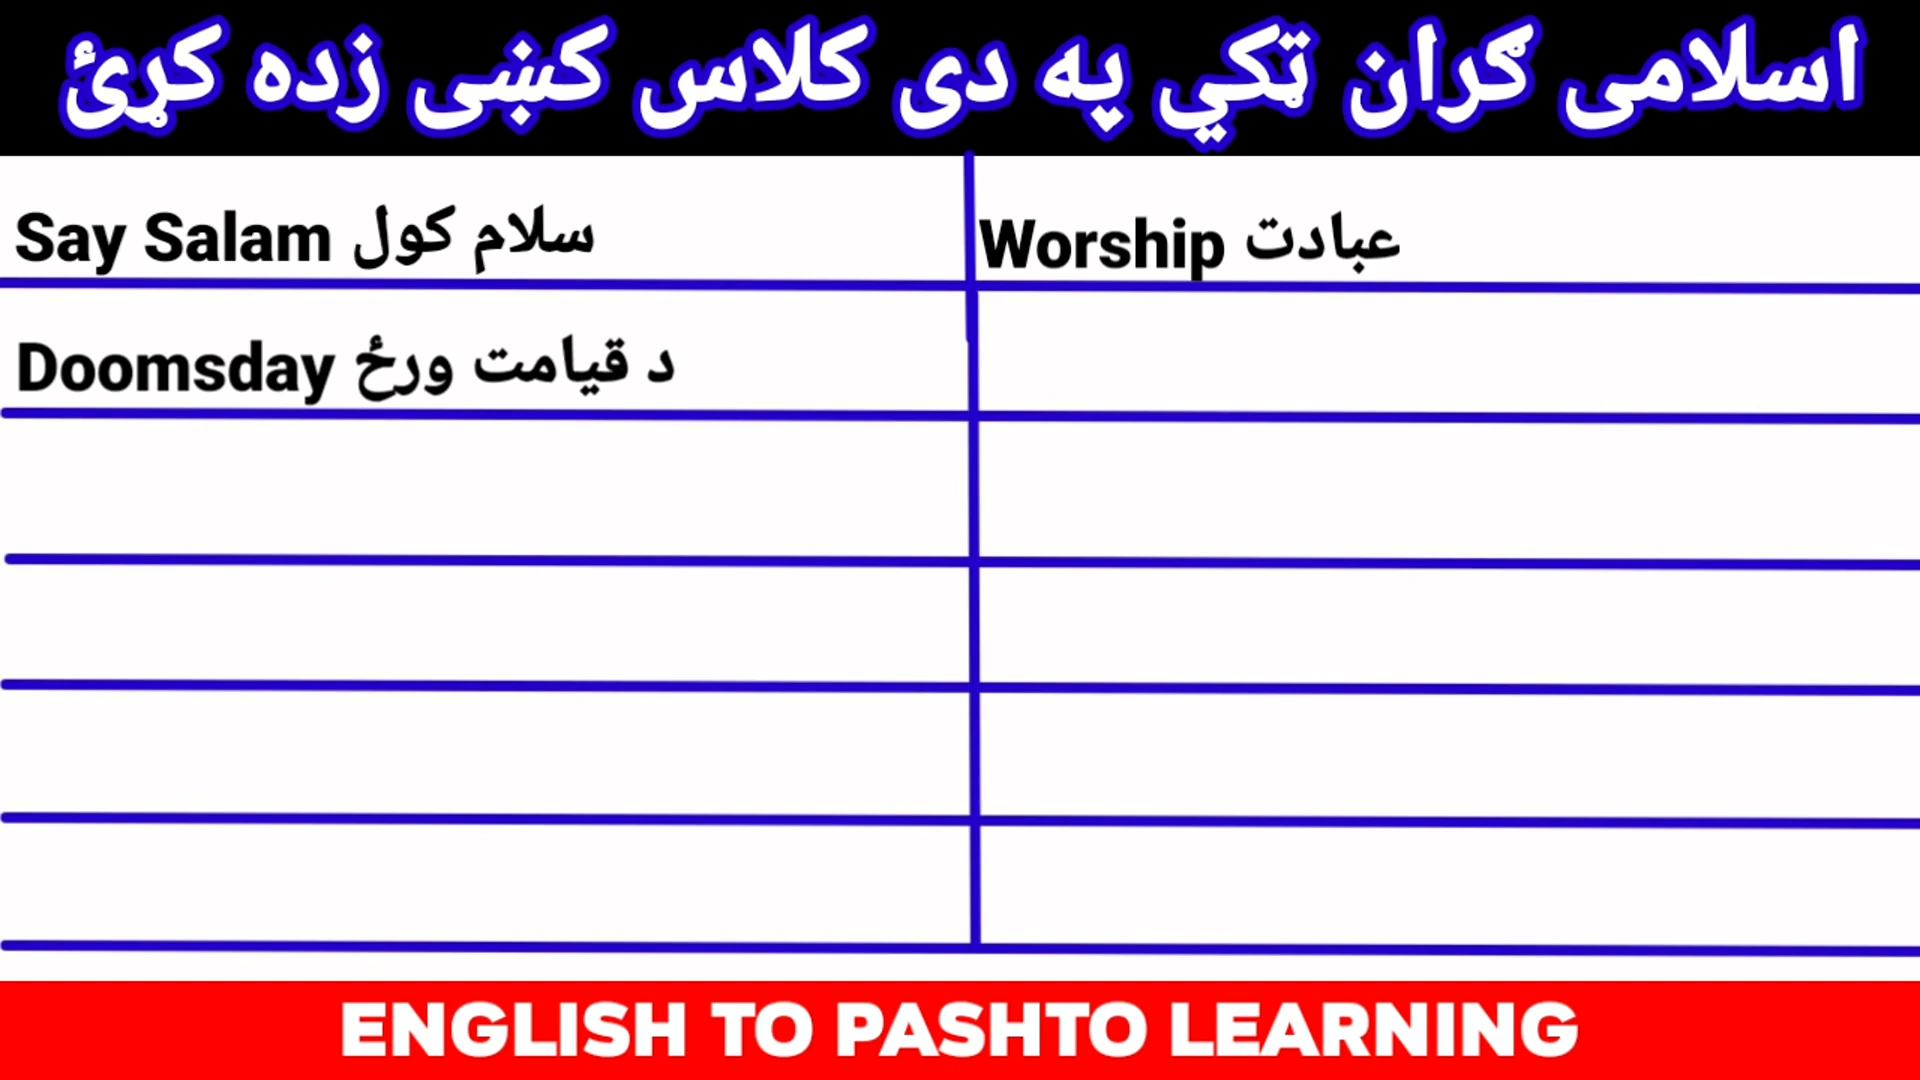 اسلامی ګران ټکي په دی کلاس کښی زده کړئ
Say Salam سلام کول
Worship عبادت
Doomsday د قیامت ورځ
ENGLISH TO PASHTO LEARNING